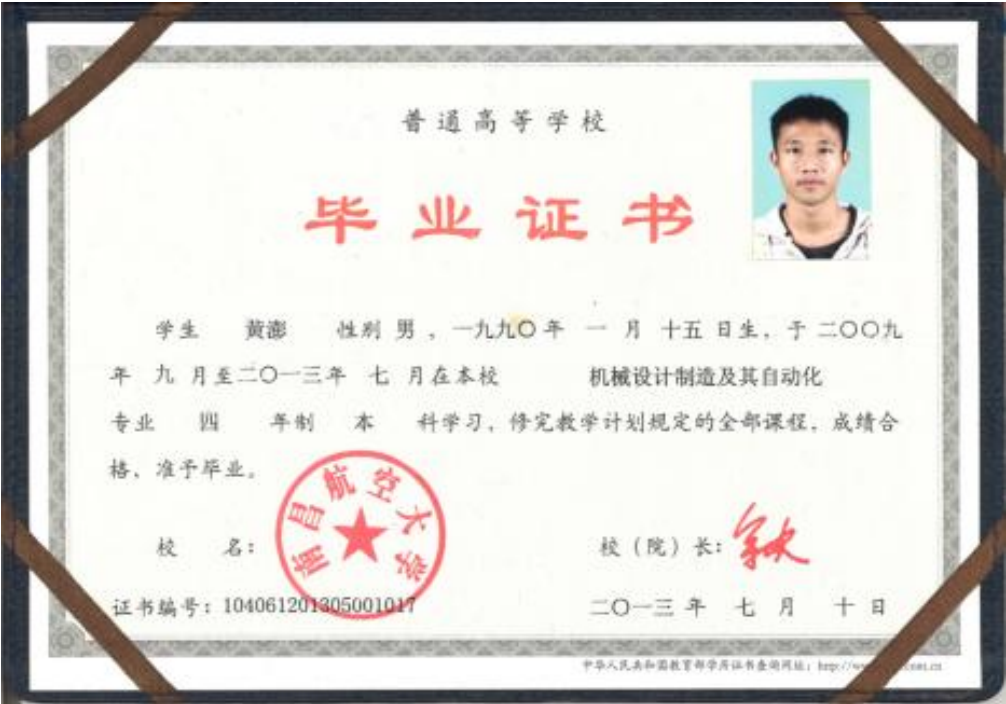 普通高等学校
毕业证书
学生 黄澎 性别 男 ，一九九〇年 一 月 十五 日生，于 二〇〇九
年 九 月至二〇一三年 七 月在本校 机械设计制造及其自动化
专业 四 年制 本 科学习，修完教学计划规定的全部课程，成绩合
格，准予毕业。
南昌航空大学
校 名：
校（院）长：
证书编号：104061201305001017
二〇一三 年 七 月 十 日
中华人民共和国教育部学历证书查询网址：http://